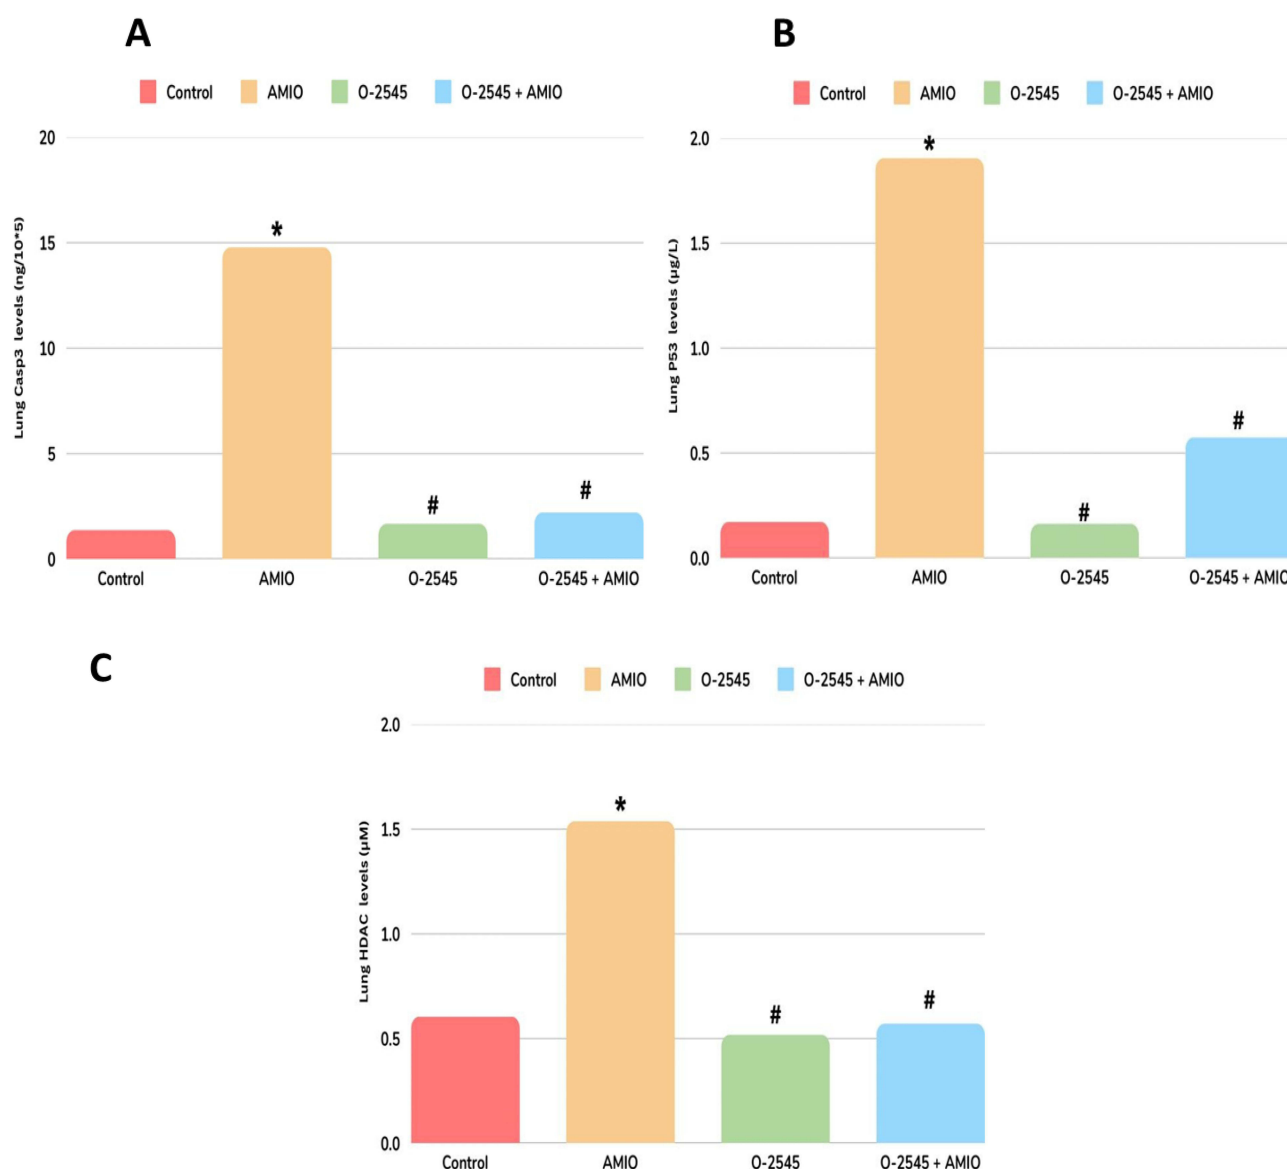 A
Control AMIO O-2545 O-2545 + AMIO
20
15
10
5
0
Lung Casp3 levels (ng/10*5)
*
#
#
Control AMIO O-2545 O-2545 + AMIO
B
Control AMIO O-2545 O-2545 + AMIO
2.0
1.5
1.0
0.5
0.0
Lung P53 levels (µg/L)
*
#
#
Control AMIO O-2545 O-2545 + AMIO
C
Control AMIO O-2545 O-2545 + AMIO
2.0
1.5
1.0
0.5
0.0
Lung HDAC levels (µM)
*
#
#
Control AMIO O-2545 O-2545 + AMIO